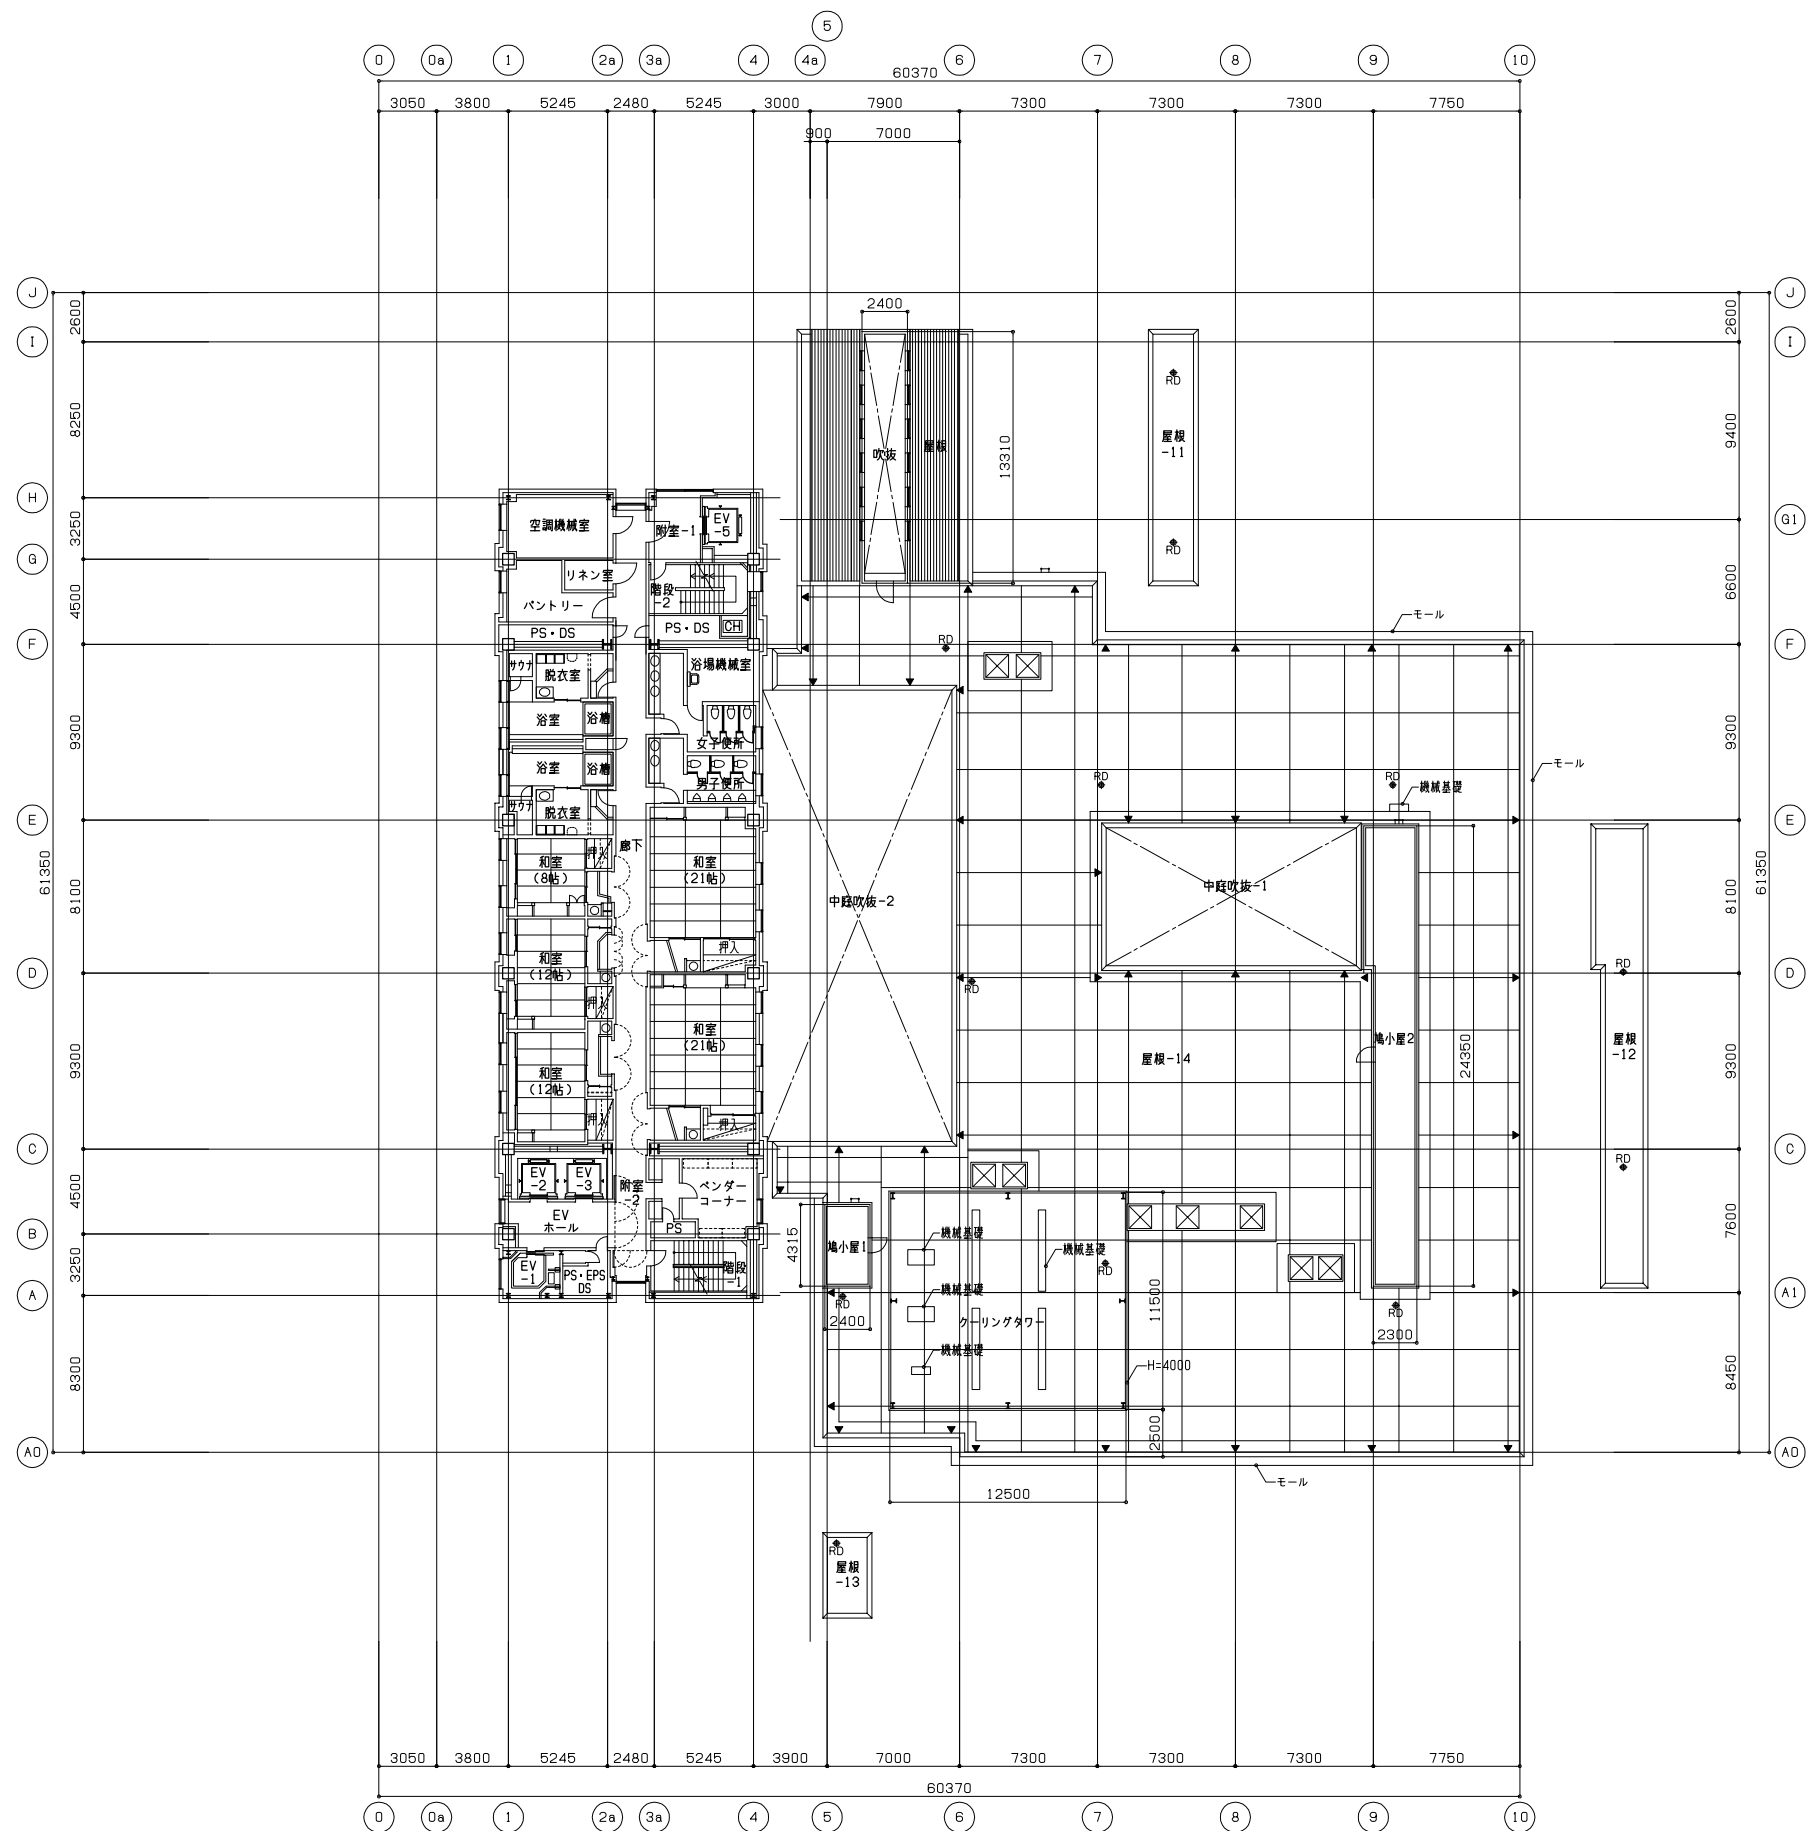 5
0
0a
1
2a
3a
4
4a
6
7
8
9
10
60370
3050
3800
5245
2480
5245
3000
7900
7300
7300
7300
7750
900
7000
J
J
2600
2400
2600
I
I
RD
8250
吹抜
屋根
13310
屋根
-11
9400
H
空調機械室
附室-1
EV
-5
G1
RD
G
リネン室
4500
パントリー
階段
-2
6600
3250
PS・DS
PS・DS
CH
モール
F
RD
F
サウナ
脱衣室
浴場機械室
浴室
浴槽
9300
女子便所
9300
浴室
浴槽
モール
男子便所
RD
RD
機械基礎
サウナ
脱衣室
E
E
61350
廊下
押入
和室
(8帖)
和室
(21帖)
8100
中庭吹抜-2
中庭吹抜-1
8100
61350
押入
和室
(12帖)
D
RD
RD
D
押入
和室
(21帖)
9300
屋根-14
鳩小屋2
24350
屋根
-12
9300
和室
(12帖)
押入
押入
C
C
RD
EV
-2
EV
-3
附室
-2
ベンダー
コーナー
4500
EV
ホール
PS
7600
B
機械基礎
4315
鳩小屋1
機械基礎
3250
EV
-1
PS・EPS
DS
階段
-1
RD
機械基礎
A
A1
RD
RD
11500
2400
クーリングタワー
2300
機械基礎
H=4000
8300
8450
2500
A0
A0
モール
12500
RD
屋根
-13
3050
3800
5245
2480
5245
3900
7000
7300
7300
7300
7750
60370
0
0a
1
2a
3a
4
5
6
7
8
9
10